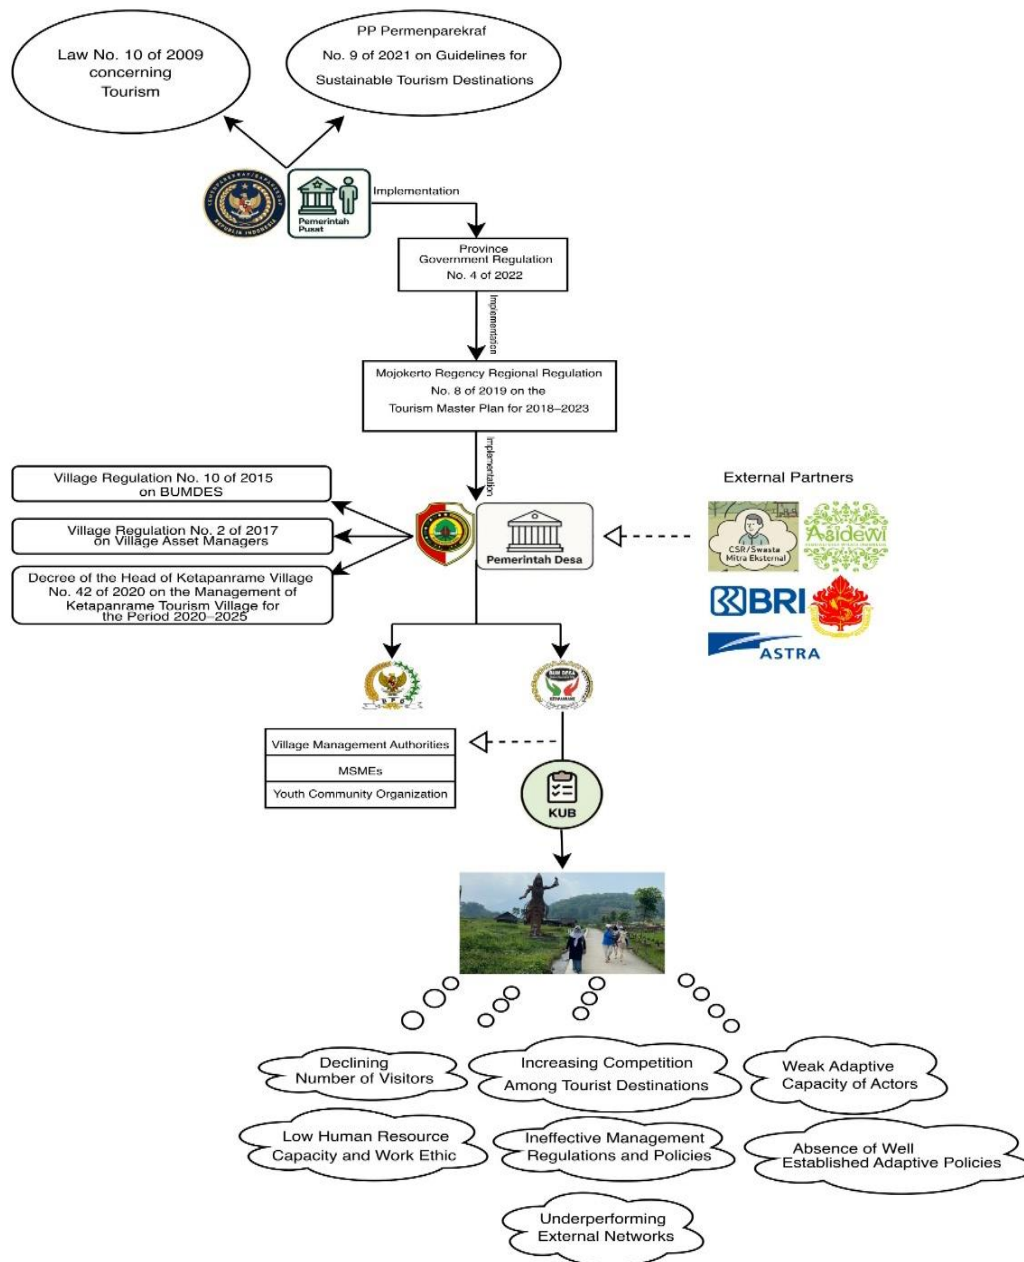 Law No. 10 of 2009
concerning
Tourism
PP Permenparekraf
No. 9 of 2021 on Guidelines for
Sustainable Tourism Destinations
REPUBLIK INDONESIA
Pemerintah
Pusat
Implementation
Province
Government Regulation
No. 4 of 2022
Implementation
Mojokerto Regency Regional Regulation
No. 8 of 2019 on the
Tourism Master Plan for 2018–2023
Implementation
Village Regulation No. 10 of 2015
on BUMDES
Village Regulation No. 2 of 2017
on Village Asset Managers
Decree of the Head of Ketapanrame Village
No. 42 of 2020 on the Management of
Ketapanrame Tourism Village for
the Period 2020–2025
Pemerintah Desa
External Partners
CSR/Swasta
Mitra Eksternal
Asidewi
BRI
ASTRA
BPD
BUM DESA
Village Management Authorities
MSMEs
Youth Community Organization
KUB
Declining
Number of Visitors
Increasing Competition
Among Tourist Destinations
Weak Adaptive
Capacity of Actors
Low Human Resource
Capacity and Work Ethic
Ineffective Management
Regulations and Policies
Absence of Well
Established Adaptive Policies
Underperforming
External Networks